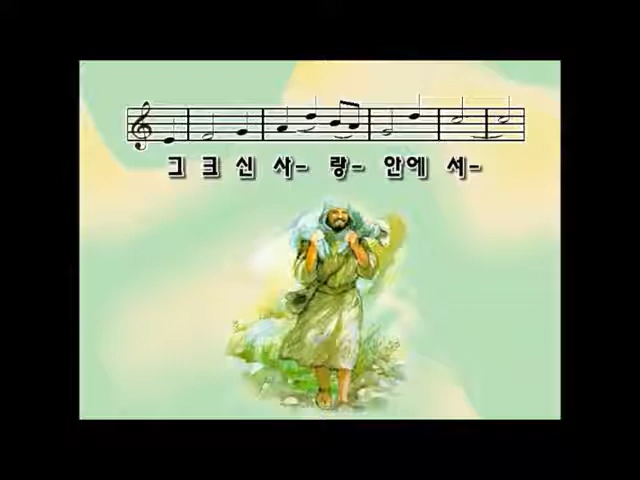 그 크 신 사- 랑- 안에 서-